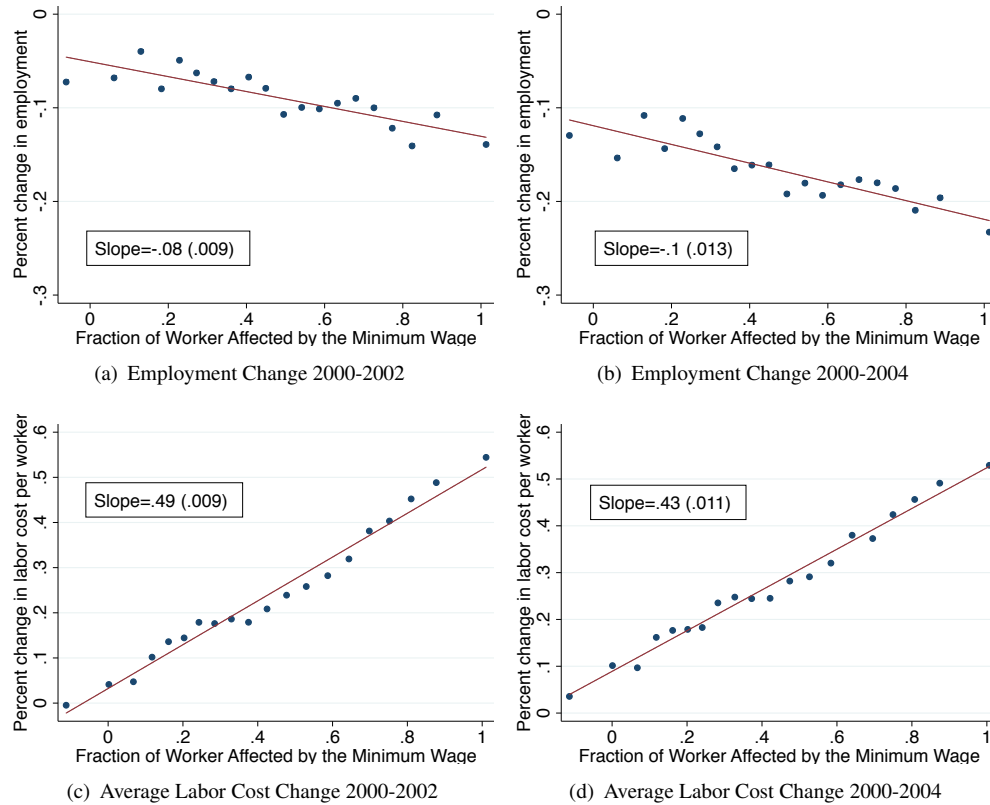 Percent change in employment
0
-.1
-.2
-.3
Slope=-.08 (.009)
0 .2 .4 .6 .8 1
Fraction of Worker Affected by the Minimum Wage
(a) Employment Change 2000-2002
Percent change in employment
0
-.1
-.2
-.3
Slope=-.1 (.013)
0 .2 .4 .6 .8 1
Fraction of Worker Affected by the Minimum Wage
(b) Employment Change 2000-2004
Percent change in labor cost per worker
.6
.5
.4
.3
.2
.1
0
Slope=.49 (.009)
0 .2 .4 .6 .8 1
Fraction of Worker Affected by the Minimum Wage
(c) Average Labor Cost Change 2000-2002
Percent change in labor cost per worker
.6
.5
.4
.3
.2
.1
0
Slope=.43 (.011)
0 .2 .4 .6 .8 1
Fraction of Worker Affected by the Minimum Wage
(d) Average Labor Cost Change 2000-2004